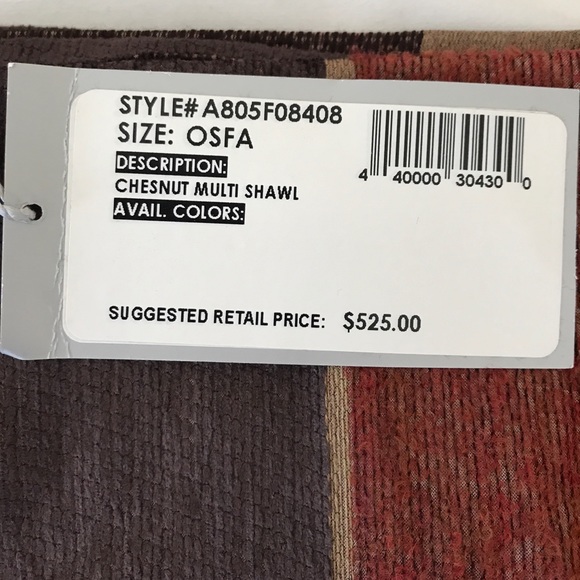 STYLE# A805F08408
SIZE: OSFA
DESCRIPTION:
CHESNUT MULTI SHAWL
AVAIL. COLORS:
4 40000 30430 0
SUGGESTED RETAIL PRICE: $525.00